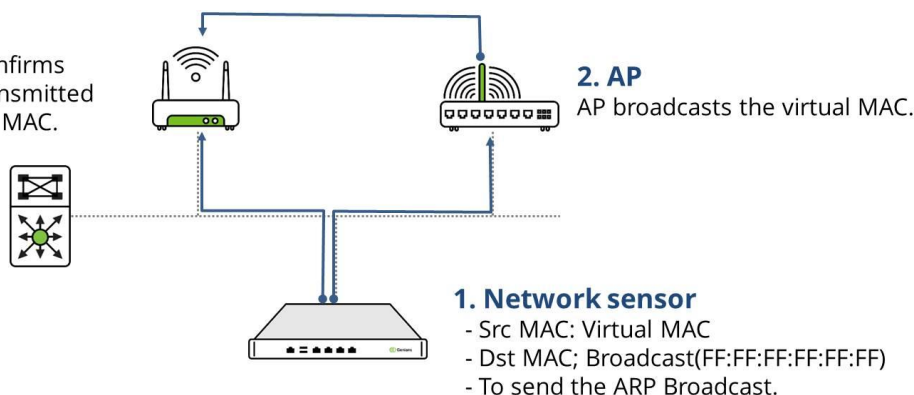 nfirms
nsmitted
MAC.
2. AP
AP broadcasts the virtual MAC.
1. Network sensor
- Src MAC: Virtual MAC
- Dst MAC; Broadcast(FF:FF:FF:FF:FF:FF)
- To send the ARP Broadcast.